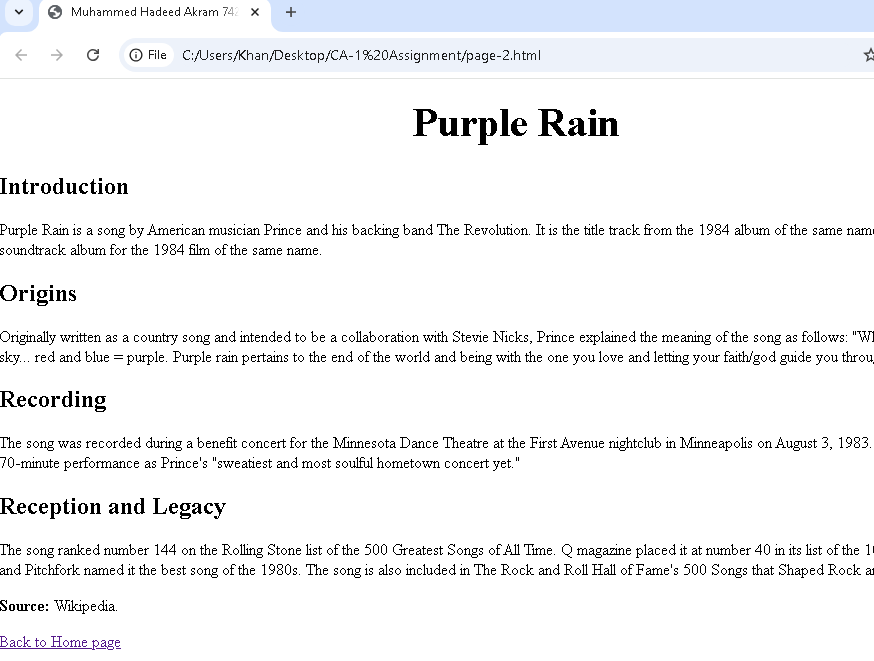 Muhammed Hadeed Akram 742
File C:/Users/Khan/Desktop/CA-1%20Assignment/page-2.html
Purple Rain
Introduction
Purple Rain is a song by American musician Prince and his backing band The Revolution. It is the title track from the 1984 album of the same name
soundtrack album for the 1984 film of the same name.
Origins
Originally written as a country song and intended to be a collaboration with Stevie Nicks, Prince explained the meaning of the song as follows:
sky... red and blue = purple. Purple rain pertains to the end of the world and being with the one you love and letting your faith/god guide you
Recording
The song was recorded during a benefit concert for the Minnesota Dance Theatre at the First Avenue nightclub in Minneapolis on August 3, 1983.
70-minute performance as Prince's "sweatiest and most soulful hometown concert yet."
Reception and Legacy
The song ranked number 144 on the Rolling Stone list of the 500 Greatest Songs of All Time. Q magazine placed it at number 40 in its list of the
and Pitchfork named it the best song of the 1980s. The song is also included in The Rock and Roll Hall of Fame's 500 Songs that Shaped Rock
Source: Wikipedia.
Back to Home page